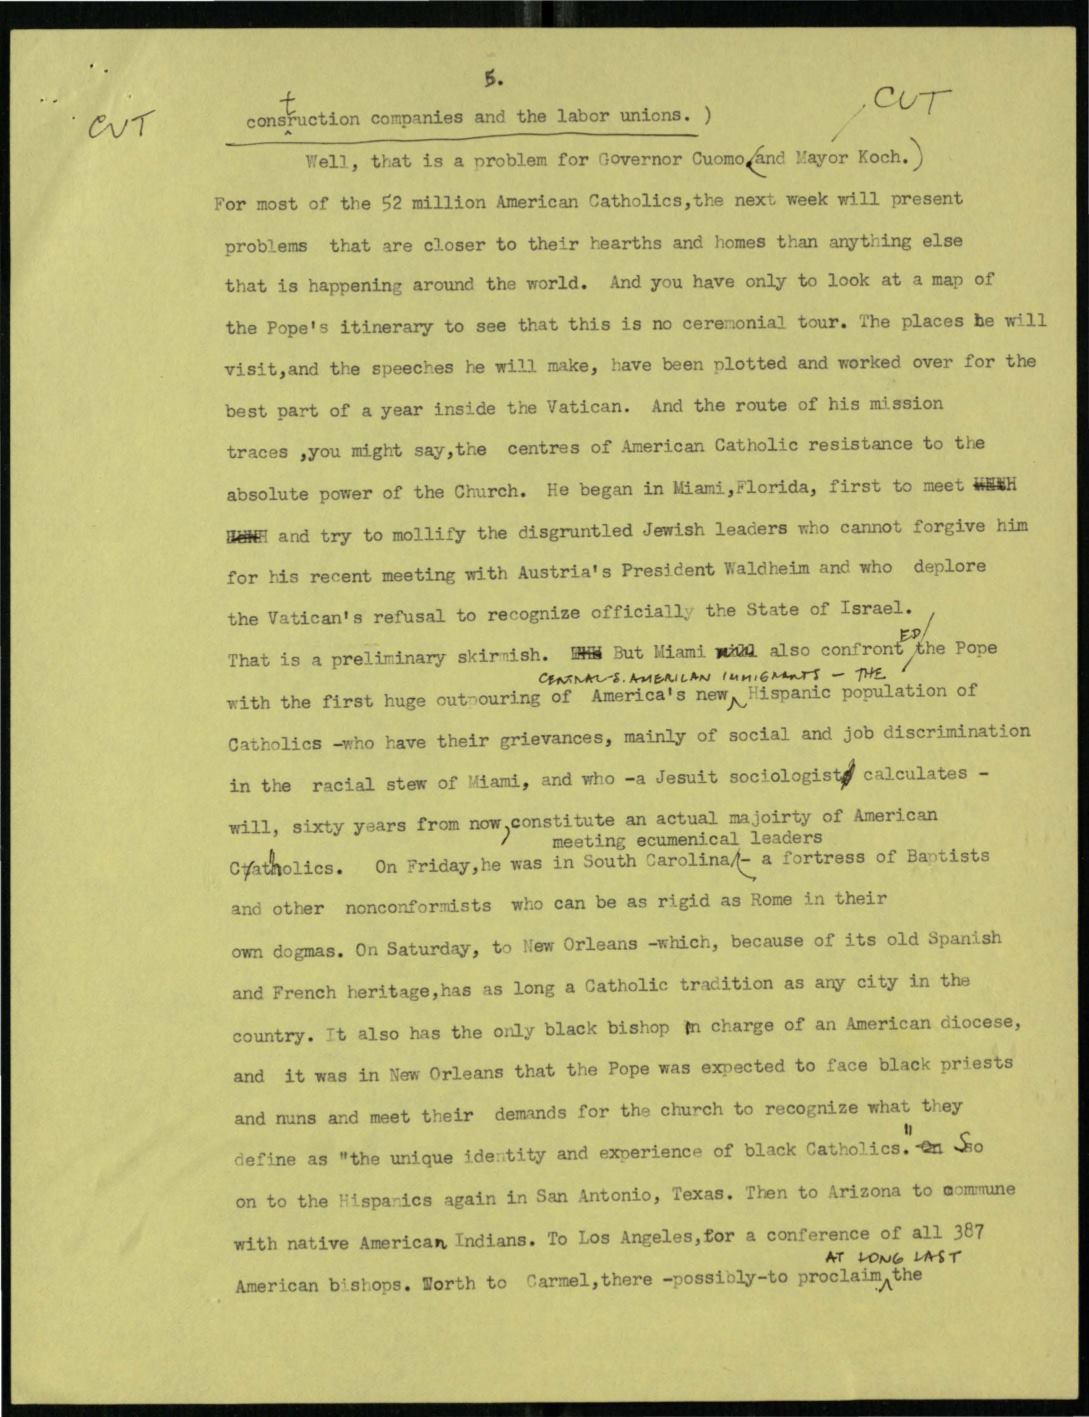 5.
CUT
CUT
t
consruction companies and the labor unions. )
Well, that is a problem for Governor Cuomo (and Mayor Koch.)
For most of the 52 million American Catholics,the next week will present
problems that are closer to their hearths and homes than anything else
that is happening around the world. And you have only to look at a map of
the Pope's itinerary to see that this is no ceremonial tour. The places he will
visit,and the speeches he will make, have been plotted and worked over for the
best part of a year inside the Vatican. And the route of his mission
traces ,you might say,the centres of American Catholic resistance to the
absolute power of the Church. He began in Miami,Florida, first to meet
and try to mollify the disgruntled Jewish leaders who cannot forgive him
for his recent meeting with Austria's President Waldheim and who deplore
the Vatican's refusal to recognize officially the State of Israel.
ED/
That is a preliminary skirmish. But Miami will also confront the Pope
CENTRAL S. AMERICAN IMMIGRANTS – THE
with the first huge outpouring of America's new Hispanic population of
Catholics -who have their grievances, mainly of social and job discrimination
in the racial stew of Miami, and who -a Jesuit sociologist calculates -
will, sixty years from now, constitute an actual majoirty of American
meeting ecumenical leaders
Catholics. On Friday,he was in South Carolina - a fortress of Baptists
and other nonconformists who can be as rigid as Rome in their
own dogmas. On Saturday, to New Orleans -which, because of its old Spanish
and French heritage,has as long a Catholic tradition as any city in the
country. It also has the only black bishop in charge of an American diocese,
and it was in New Orleans that the Pope was expected to face black priests
and nuns and meet their demands for the church to recognize what they
define as "the unique identity and experience of black Catholics." On So
on to the Hispanics again in San Antonio, Texas. Then to Arizona to commune
with native American Indians. To Los Angeles,for a conference of all 387
AT LONG LAST
American bishops. Worth to Carmel,there -possibly-to proclaim the